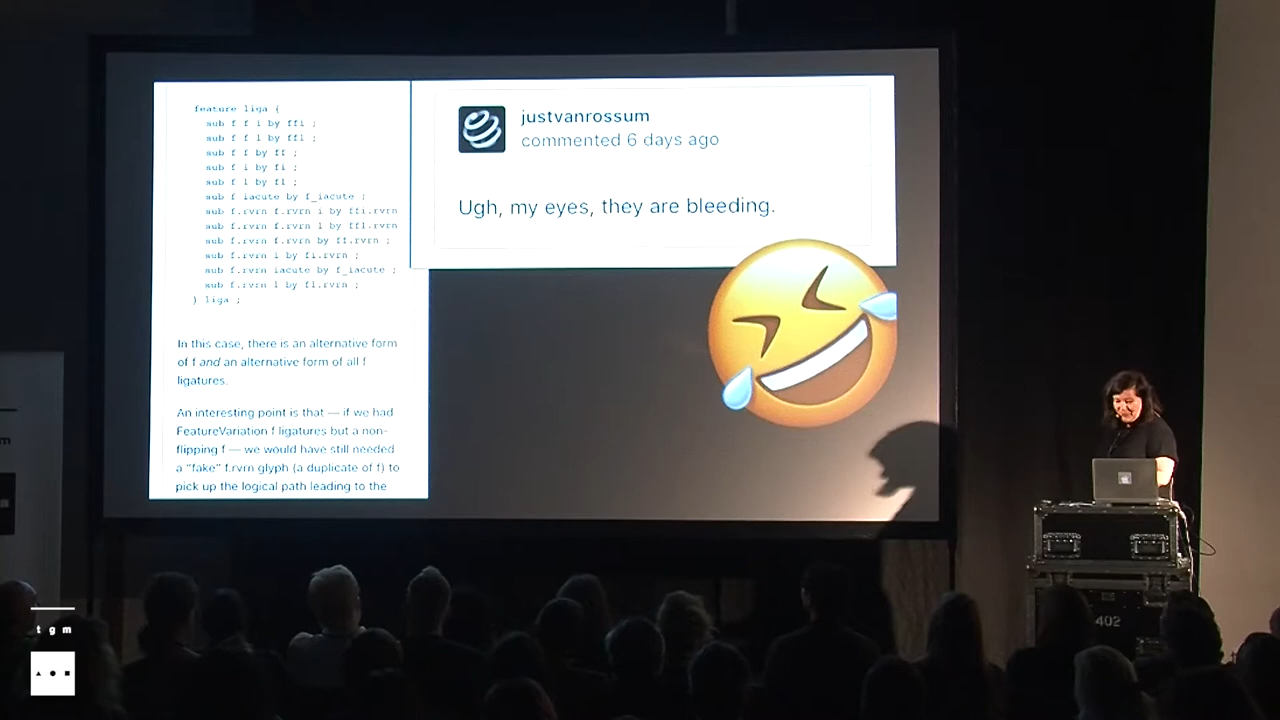 feature liga {
sub f f i by ffi ;
sub f f l by ffl ;
sub f f by ff ;
sub f i by fi ;
sub f l by fl ;
sub f iacute by f_iacute ;
sub f.rvrn f.rvrn i by ffi.rvrn
sub f.rvrn f.rvrn l by ffl.rvrn
sub f.rvrn f.rvrn by ff.rvrn ;
sub f.rvrn i by fi.rvrn ;
sub f.rvrn iacute by f_iacute ;
sub f.rvrn l by fl.rvrn ;
} liga ;
In this case, there is an alternative form
of f and an alternative form of all f
ligatures.
An interesting point is that — if we had
FeatureVariation f ligatures but a non-
flipping f — we would have still needed
a “fake” f.rvrn glyph (a duplicate of f) to
pick up the logical path leading to the
justvanrossum
commented 6 days ago
Ugh, my eyes, they are bleeding.
402
t g m